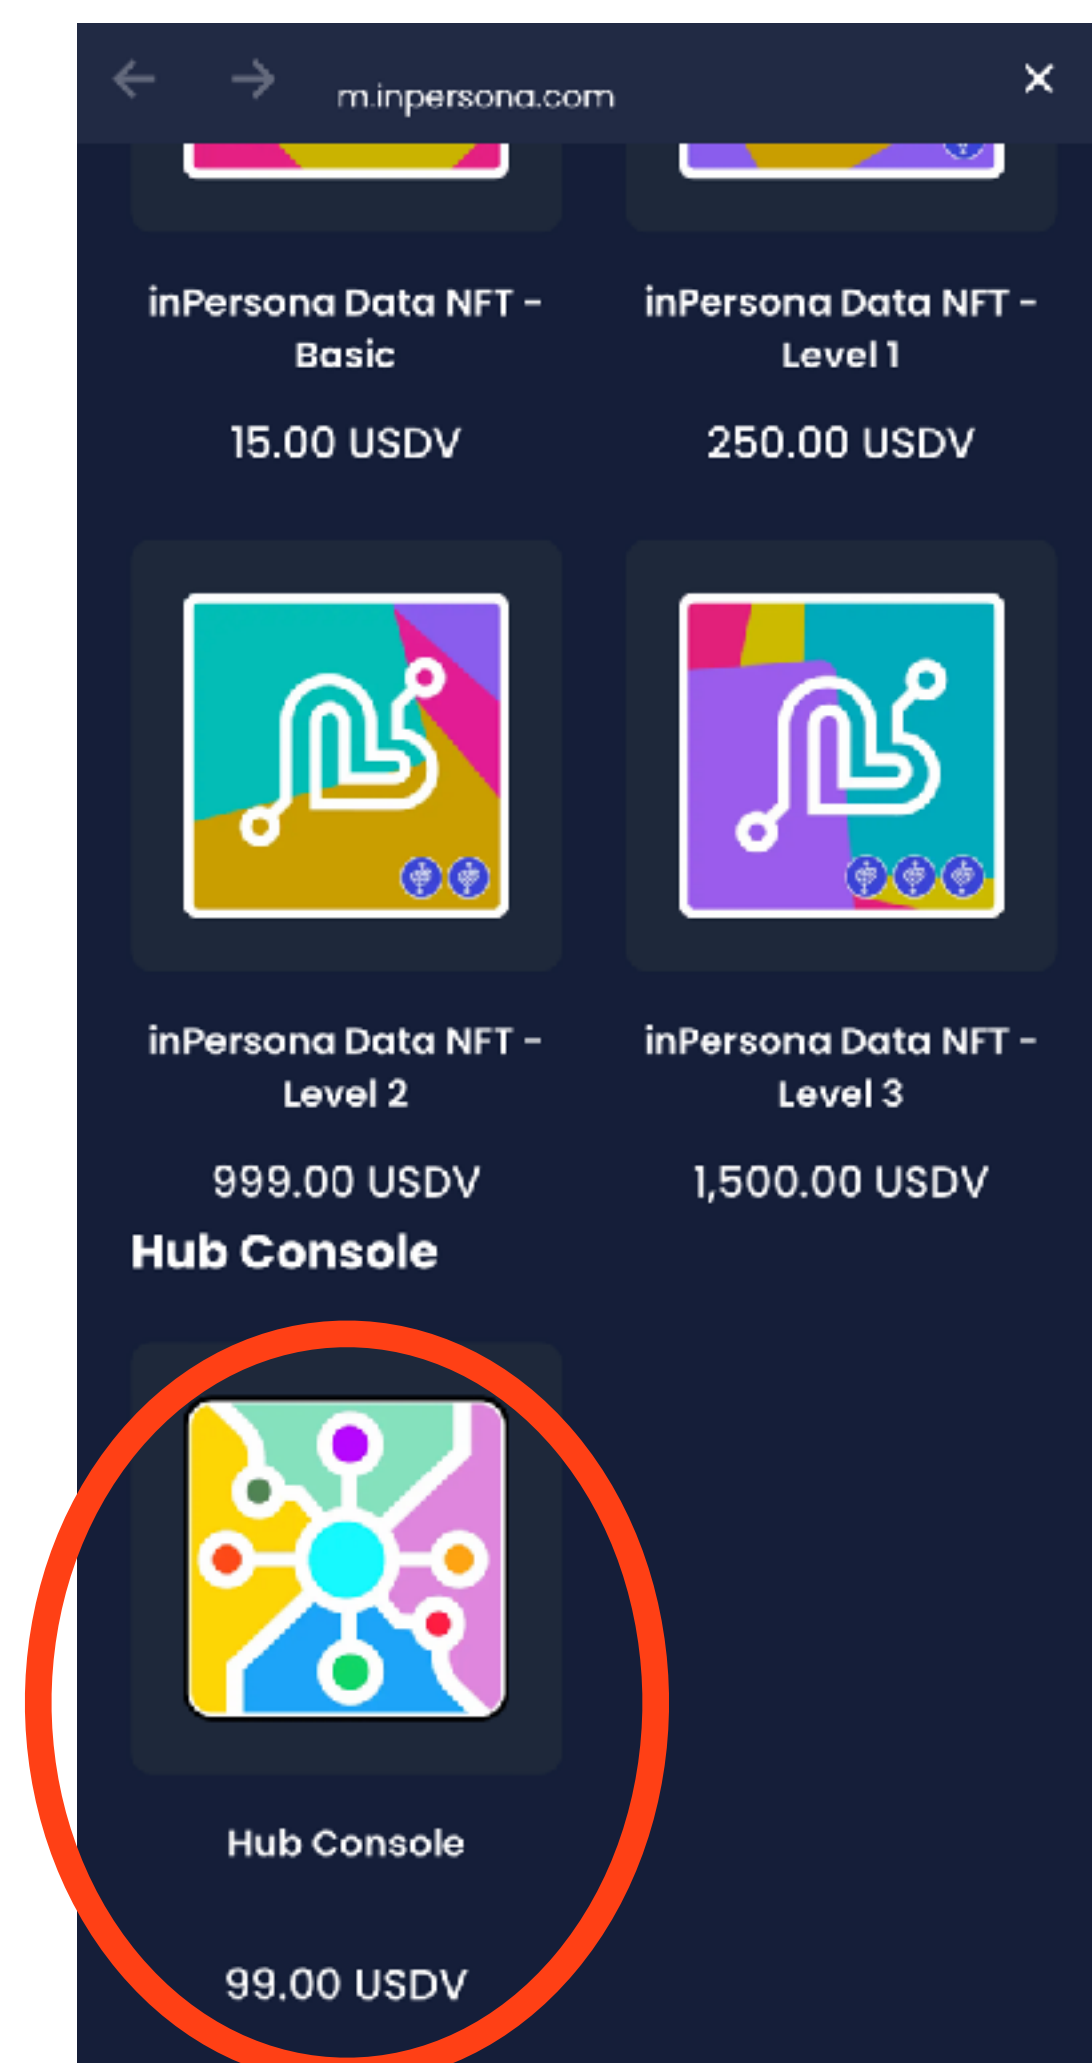 m.inpersona.com
inPersona Data NFT -
Basic
15.00 USDV
inPersona Data NFT -
Level 1
250.00 USDV
inPersona Data NFT -
Level 2
999.00 USDV
inPersona Data NFT -
Level 3
1,500.00 USDV
Hub Console
Hub Console
99.00 USDV